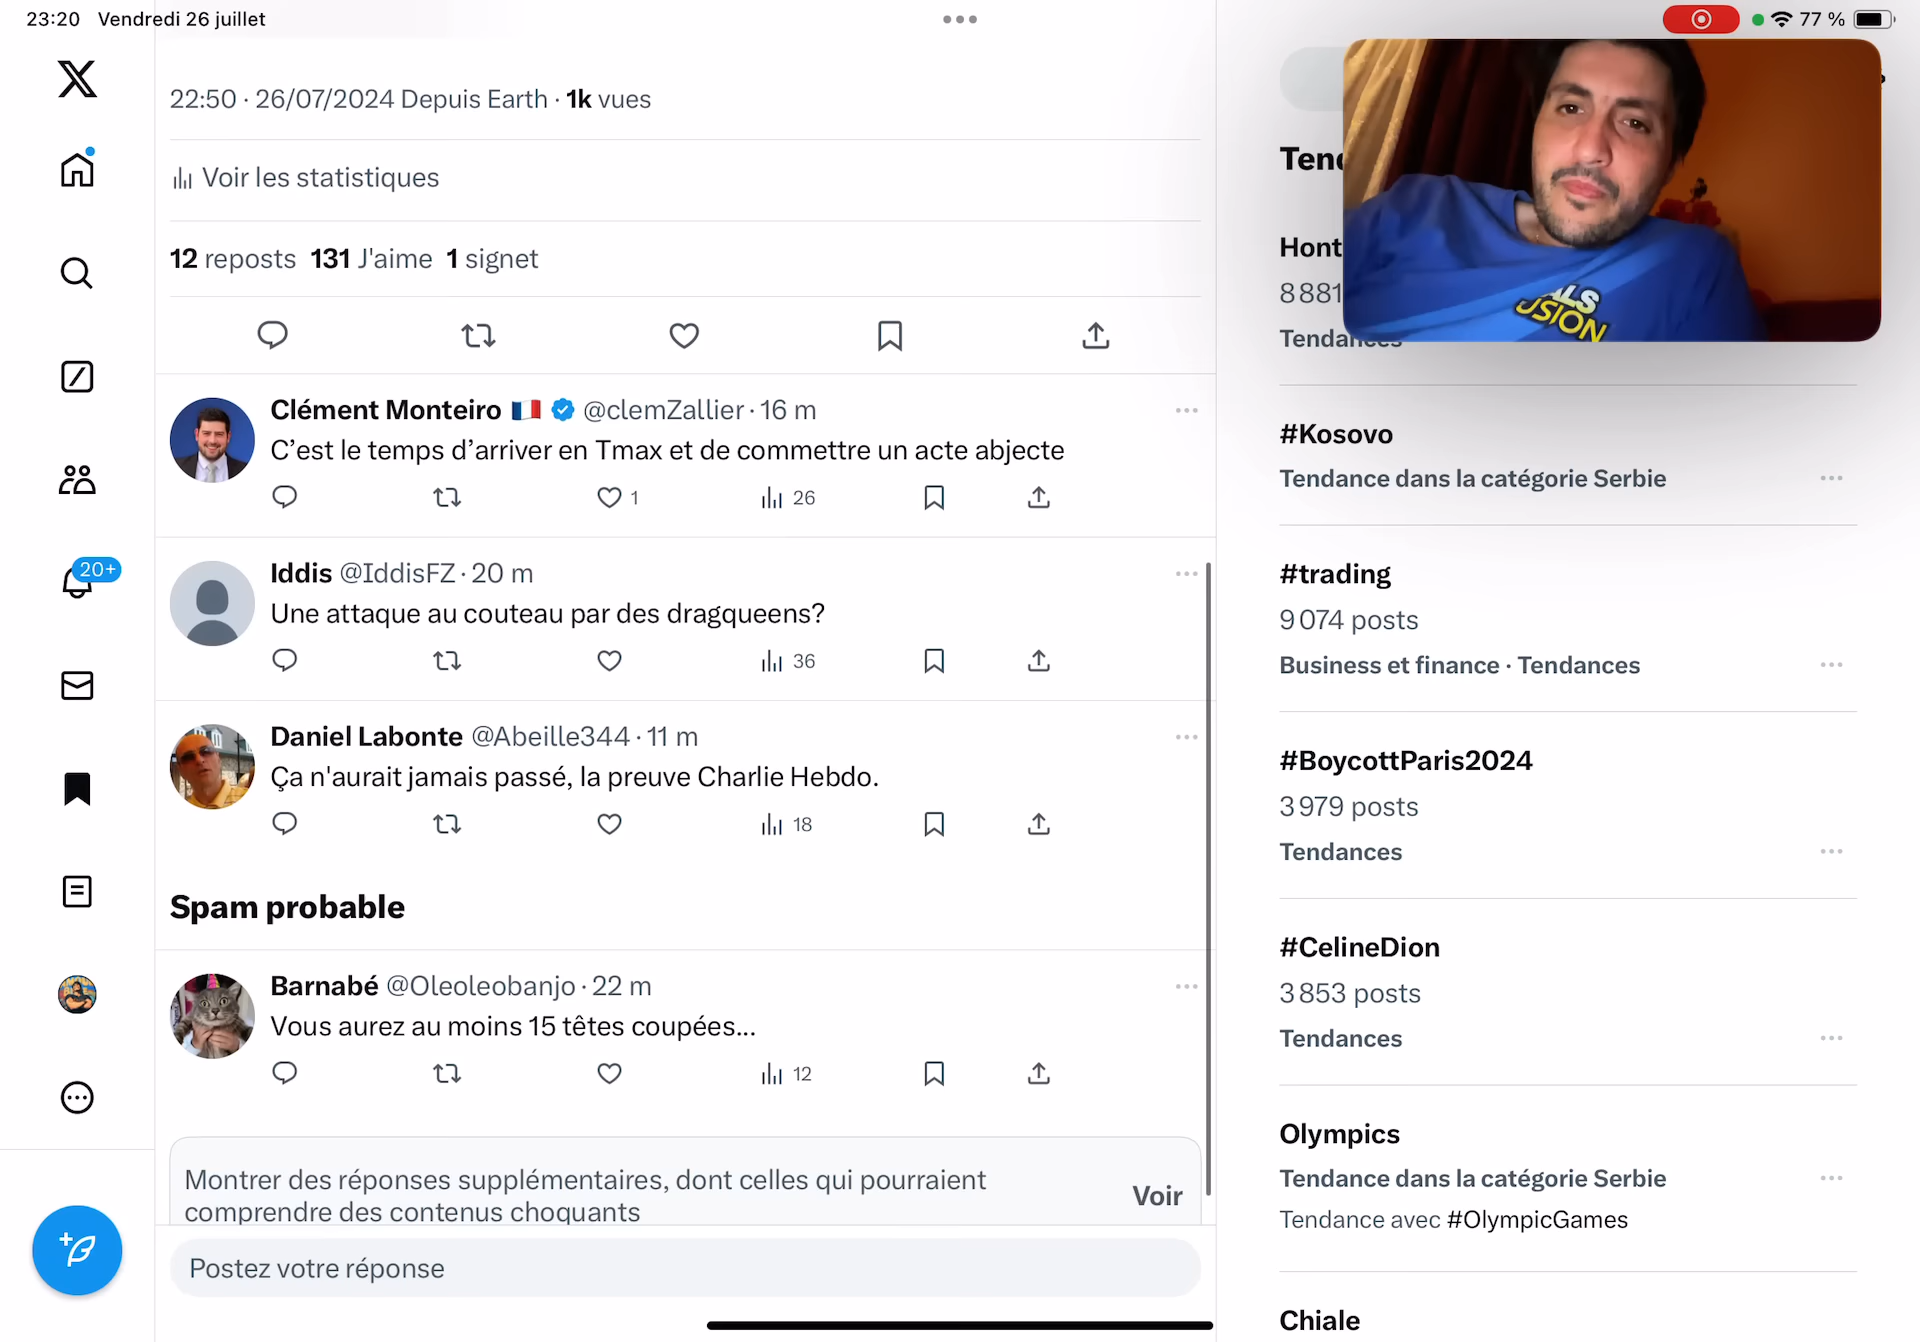 23:20 Vendredi 26 juillet
77 %
22:50 · 26/07/2024 Depuis Earth · 1k vues
Voir les statistiques
12 reposts 131 J'aime 1 signet
Clément Monteiro @clemZallier · 16 m
C’est le temps d’arriver en Tmax et de commettre un acte abjecte
1
26
Iddis @IddisFZ · 20 m
Une attaque au couteau par des dragqueens?
36
Daniel Labonte @Abeille344 · 11 m
Ça n'aurait jamais passé, la preuve Charlie Hebdo.
18
Spam probable
Barnabé @Oleoleobanjo · 22 m
Vous aurez au moins 15 têtes coupées...
12
Montrer des réponses supplémentaires, dont celles qui pourraient
comprendre des contenus choquants
Voir
Postez votre réponse
20+
Tend
Hont
8 881
Tendances
#Kosovo
Tendance dans la catégorie Serbie
#trading
9 074 posts
Business et finance · Tendances
#BoycottParis2024
3 979 posts
Tendances
#CelineDion
3 853 posts
Tendances
Olympics
Tendance dans la catégorie Serbie
Tendance avec #OlympicGames
Chiale